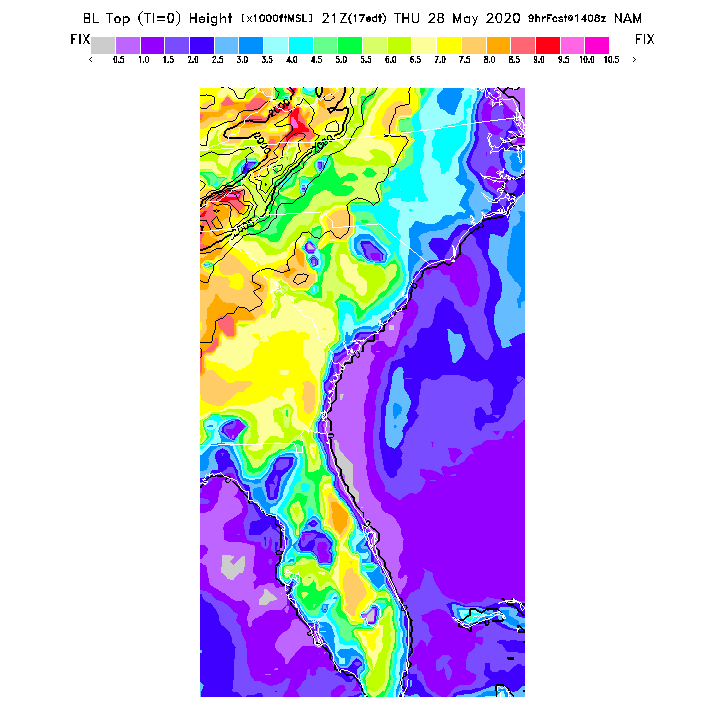 BL Top (TI=0) Height [x1000ftMSL] 21Z(17edt) THU 28 May 2020 9hrFcst@1408z NAM
FIX FIX
< 0.5 1.0 1.5 2.0 2.5 3.0 3.5 4.0 4.5 5.0 5.5 6.0 6.5 7.0 7.5 8.0 8.5 9.0 9.5 10.0 10.5 >
2000
2000
2000